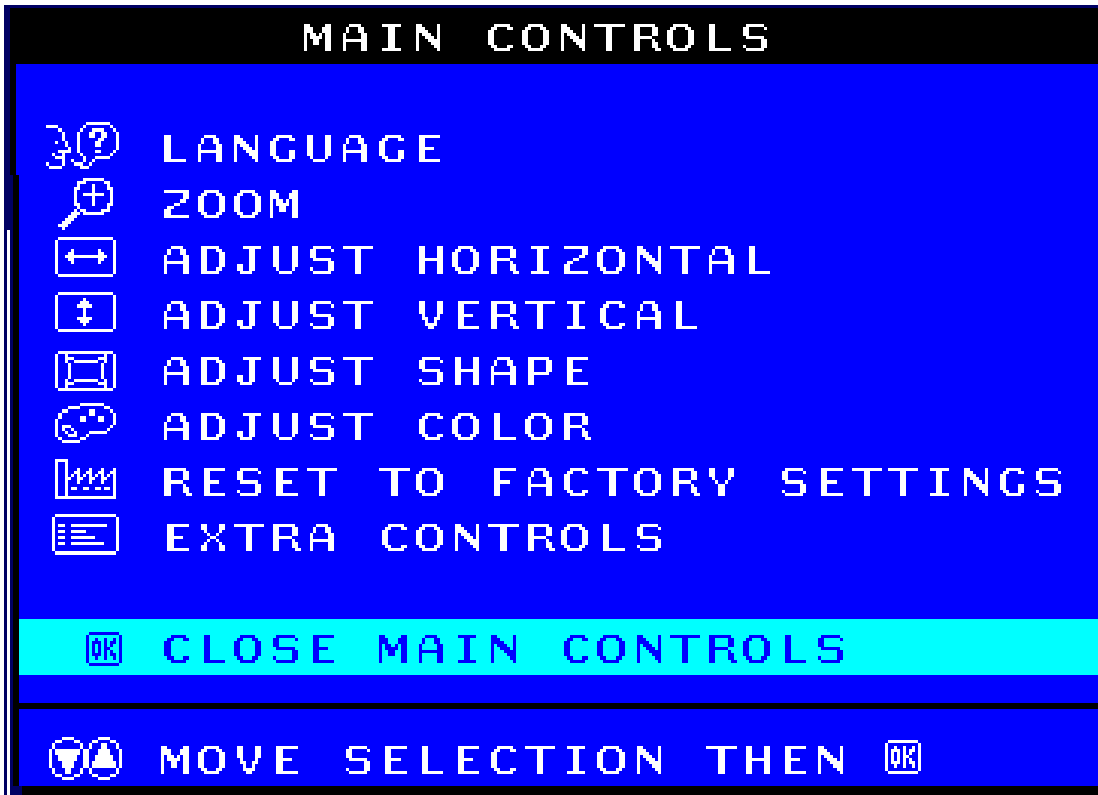 MAIN CONTROLS
? LANGUAGE
ZOOM
ADJUST HORIZONTAL
ADJUST VERTICAL
ADJUST SHAPE
ADJUST COLOR
RESET TO FACTORY SETTINGS
EXTRA CONTROLS
OK CLOSE MAIN CONTROLS
MOVE SELECTION THEN OK